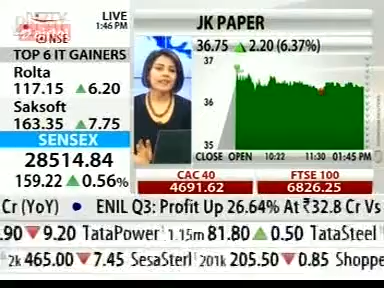 LIVE
1:46 PM
NSE
TOP 6 IT GAINERS
Rolta
117.15 ▲ 6.20
Saksoft
163.35 ▲ 7.75
SENSEX
28514.84
159.22 ▲ 0.56%
JK PAPER
36.75 ▲ 2.20 (6.37%)
37
36
35
CLOSE OPEN 10:22 11:30 01:45 PM
CAC 40 FTSE 100
4691.62 6826.25
Cr (YoY) • ENIL Q3: Profit Up 26.64% At ₹32.8 Cr Vs
.90 ▼ 9.20 TataPower 1.15m 81.80 ▲ 0.50 TataSteel
2k 465.00 ▼ 7.45 SesaSterl 201k 205.50 ▼ 0.85 Shoppe